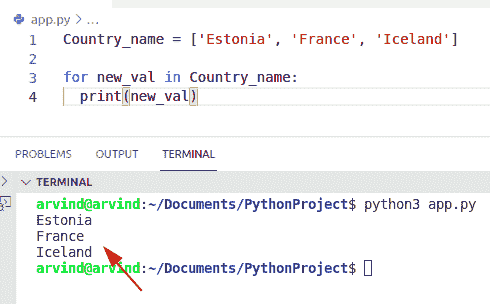 app.py > ...
1 Country_name = ['Estonia', 'France', 'Iceland']
2
3 for new_val in Country_name:
4   print(new_val)
PROBLEMS OUTPUT TERMINAL
TERMINAL
arvind@arvind:~/Documents/PythonProject$ python3 app.py
Estonia
France
Iceland
arvind@arvind:~/Documents/PythonProject$